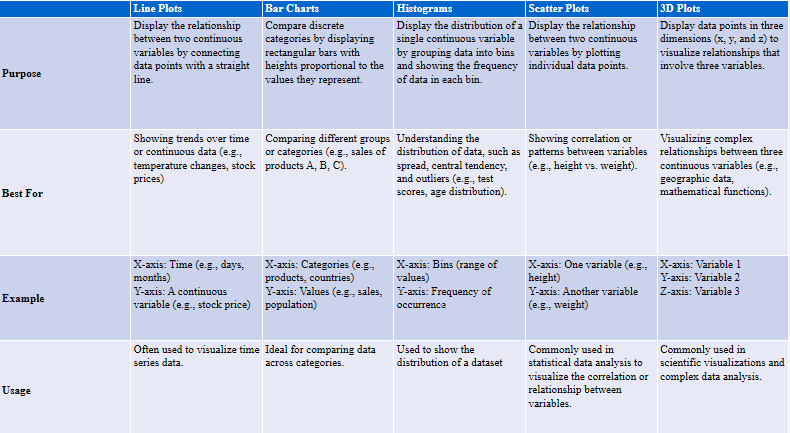 Line Plots
Bar Charts
Histograms
Scatter Plots
3D Plots
Purpose
Display the relationship
between two continuous
variables by connecting
data points with a straight
line.
Compare discrete
categories by displaying
rectangular bars with
heights proportional to the
values they represent.
Display the distribution of a
single continuous variable
by grouping data into bins
and showing the frequency
of data in each bin.
Display the relationship
between two continuous
variables by plotting
individual data points.
Display data points in three
dimensions (x, y, and z) to
visualize relationships that
involve three variables.
Best For
Showing trends over time
or continuous data (e.g.,
temperature changes, stock
prices)
Comparing different groups
or categories (e.g., sales of
products A, B, C).
Understanding the
distribution of data, such as
spread, central tendency,
and outliers (e.g., test
scores, age distribution).
Showing correlation or
patterns between variables
(e.g., height vs. weight).
Visualizing complex
relationships between three
continuous variables (e.g.,
geographic data,
mathematical functions).
Example
X-axis: Time (e.g., days,
months)
Y-axis: A continuous
variable (e.g., stock price)
X-axis: Categories (e.g.,
products, countries)
Y-axis: Values (e.g., sales,
population)
X-axis: Bins (range of
values)
Y-axis: Frequency of
occurrence
X-axis: One variable (e.g.,
height)
Y-axis: Another variable
(e.g., weight)
X-axis: Variable 1
Y-axis: Variable 2
Z-axis: Variable 3
Usage
Often used to visualize time
series data.
Ideal for comparing data
across categories.
Used to show the
distribution of a dataset
Commonly used in
statistical data analysis to
visualize the correlation or
relationship between
variables.
Commonly used in
scientific visualizations and
complex data analysis.